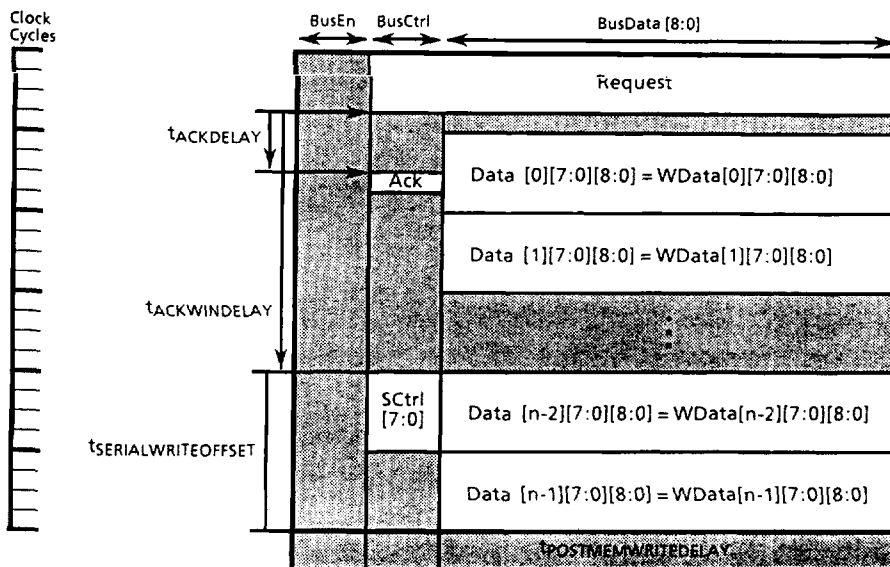 Clock
Cycles
BusEn BusCtrl BusData [8:0]
Request
tACKDELAY
Ack
Data [0][7:0][8:0] = WData[0][7:0][8:0]
Data [1][7:0][8:0] = WData[1][7:0][8:0]
tACKWINDELAY
SCtrl
[7:0]
Data [n-2][7:0][8:0] = WData[n-2][7:0][8:0]
tSERIALWRITEOFFSET
Data [n-1][7:0][8:0] = WData[n-1][7:0][8:0]
tPOSTMEMWRITEDELAY